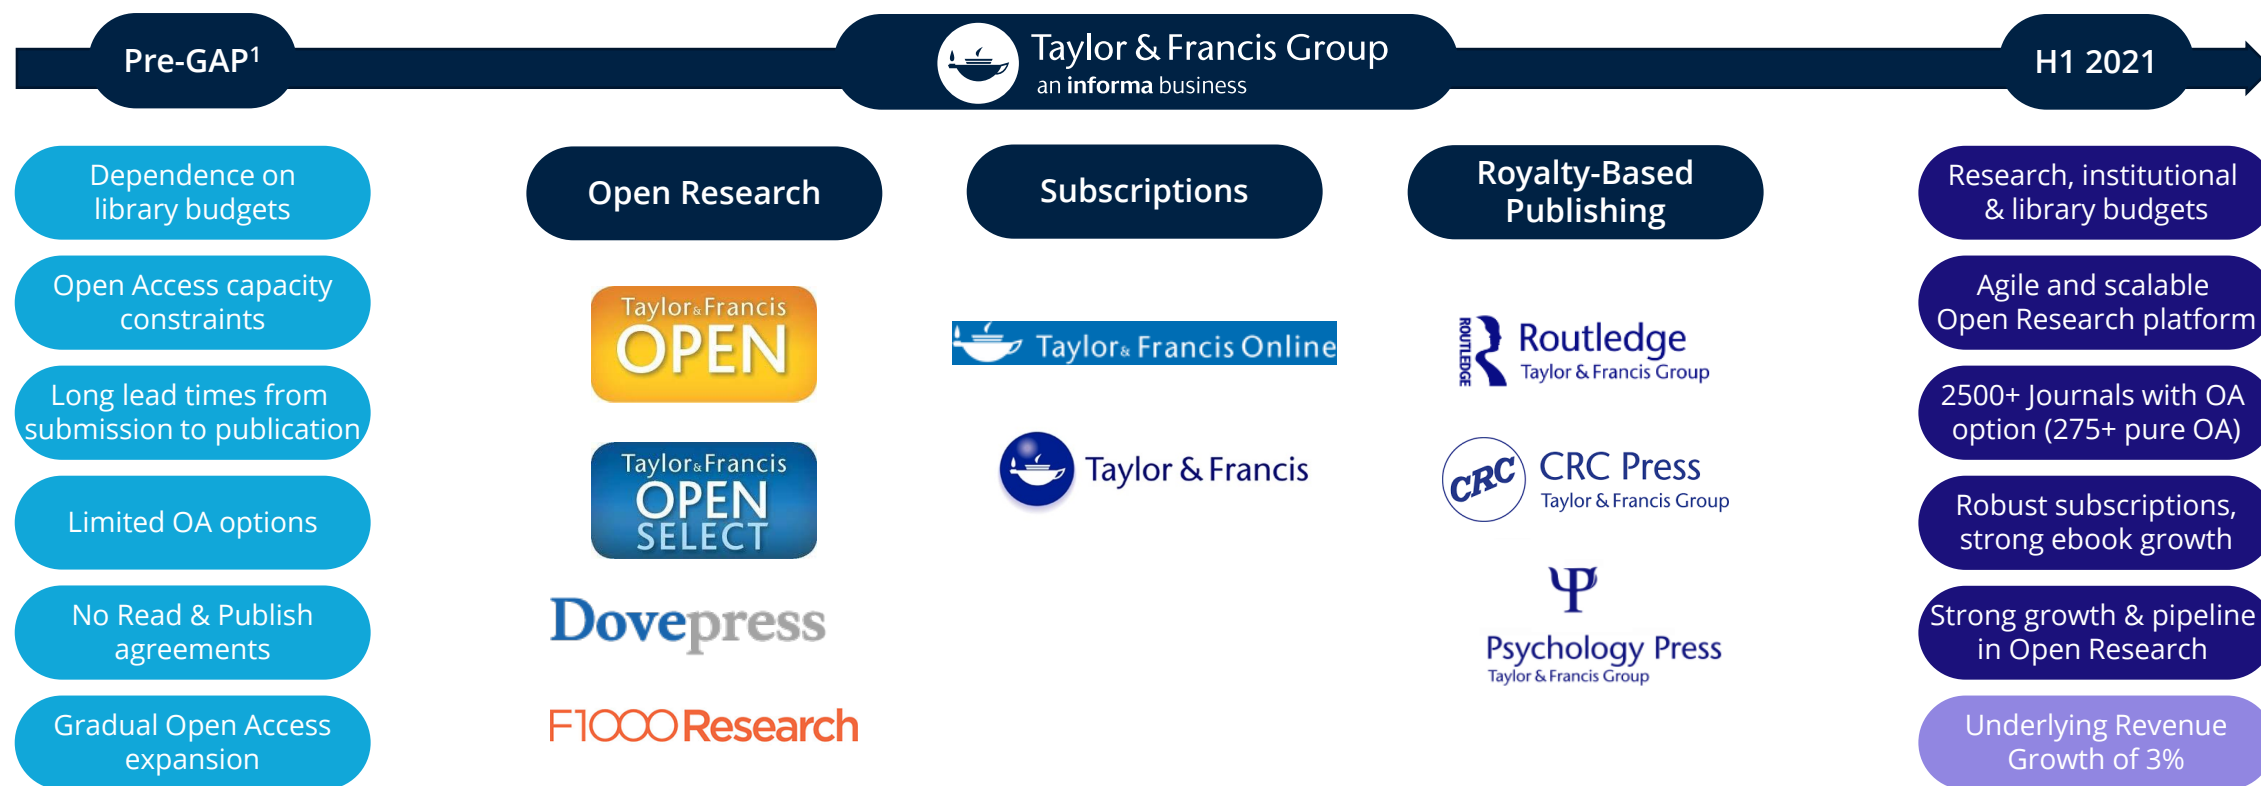 Pre-GAP¹
Taylor & Francis Group
an informa business
H1 2021
Dependence on
library budgets
Open Access capacity
constraints
Long lead times from
submission to publication
Limited OA options
No Read & Publish
agreements
Gradual Open Access
expansion
Open Research
Taylor & Francis
OPEN
Taylor & Francis
OPEN
SELECT
Dovepress
F1000Research
Subscriptions
Taylor & Francis Online
Taylor & Francis
Royalty-Based
Publishing
ROUTLEDGE
Routledge
Taylor & Francis Group
CRC
CRC Press
Taylor & Francis Group
Ψ
Psychology Press
Taylor & Francis Group
Research, institutional
& library budgets
Agile and scalable
Open Research platform
2500+ Journals with OA
option (275+ pure OA)
Robust subscriptions,
strong ebook growth
Strong growth & pipeline
in Open Research
Underlying Revenue
Growth of 3%